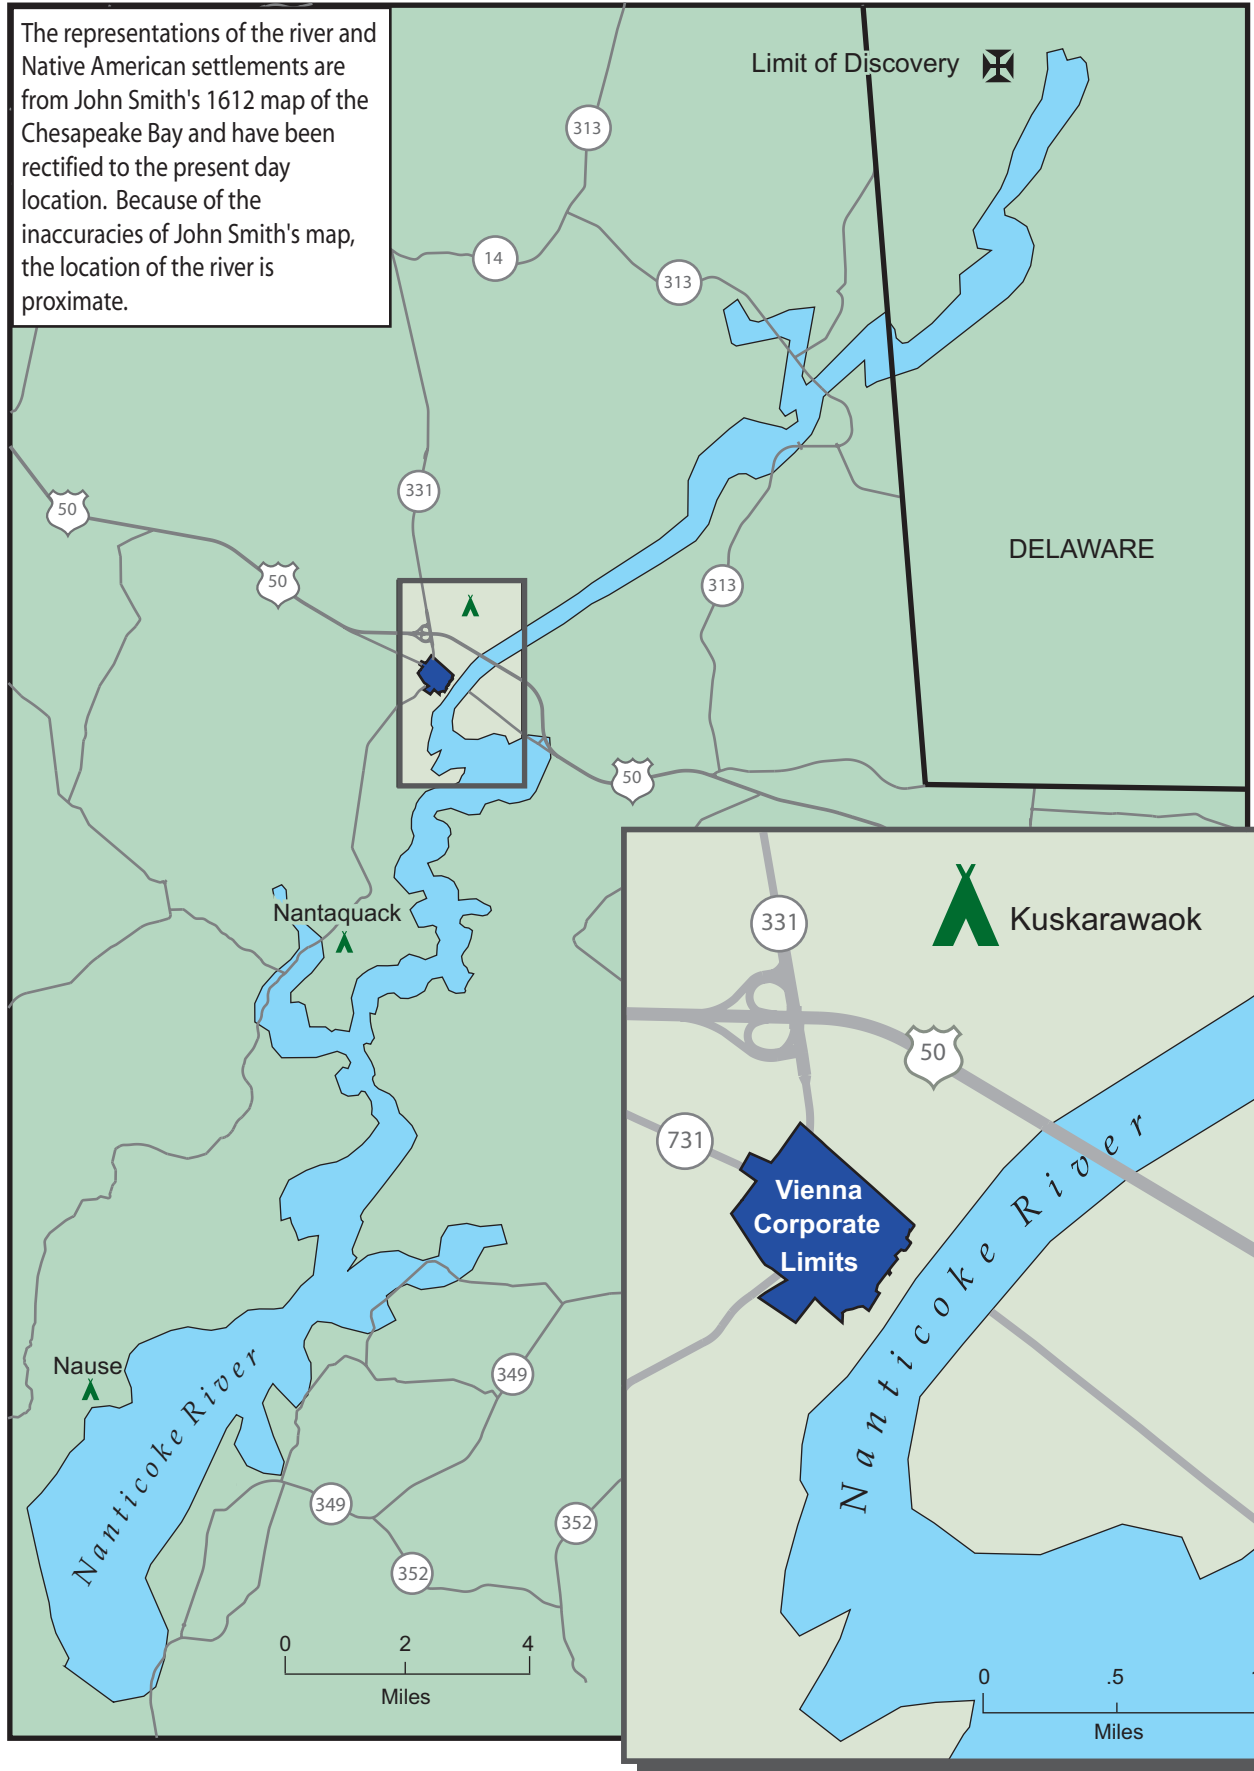 The representations of the river and
Native American settlements are
from John Smith's 1612 map of the
Chesapeake Bay and have been
rectified to the present day
location. Because of the
inaccuracies of John Smith's map,
the location of the river is
proximate.
Limit of Discovery
313
14
313
331
50
50
DELAWARE
313
50
Nantaquack
331
Kuskarawaok
50
731
Vienna
Corporate
Limits
Nanticoke River
Nause
Nanticoke River
349
349
352
352
0 2 4
Miles
0 .5
Miles